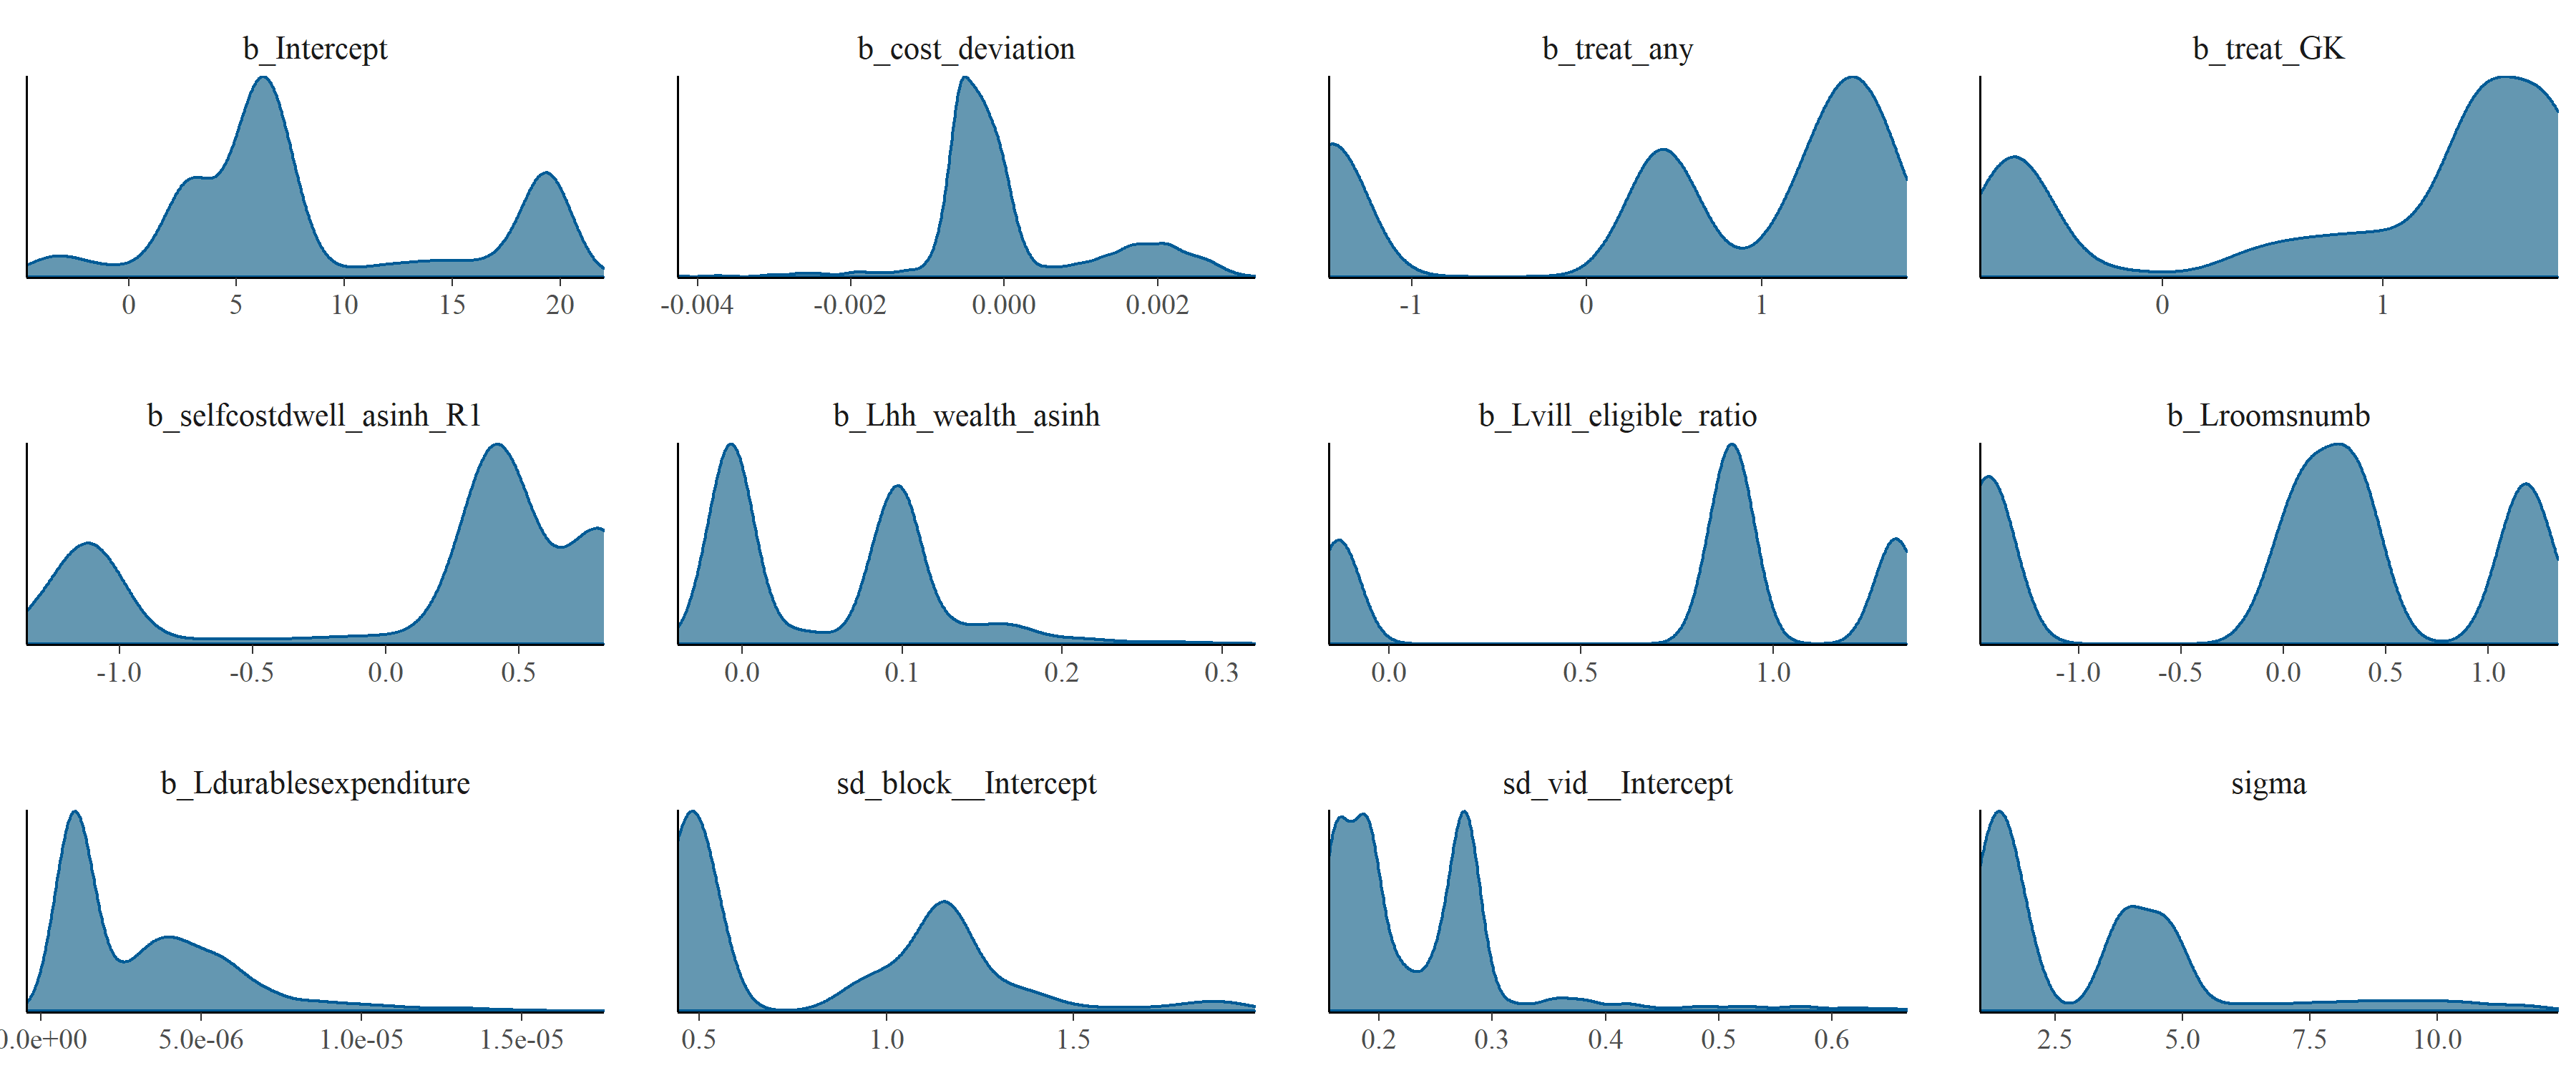 b_Intercept b_cost_deviation b_treat_any b_treat_GK
0 5 10 15 20 -0.004 -0.002 0.000 0.002 -1 0 1 0 1
b_selfcostdwell_asinh_R1 b_Lhh_wealth_asinh b_Lvill_eligible_ratio b_Lroomsnumb
-1.0 -0.5 0.0 0.5 0.0 0.1 0.2 0.3 0.0 0.5 1.0 -1.0 -0.5 0.0 0.5 1.0
b_Ldurablesexpenditure sd_block__Intercept sd_vid__Intercept sigma
0.0e+00 5.0e-06 1.0e-05 1.5e-05 0.5 1.0 1.5 0.2 0.3 0.4 0.5 0.6 2.5 5.0 7.5 10.0